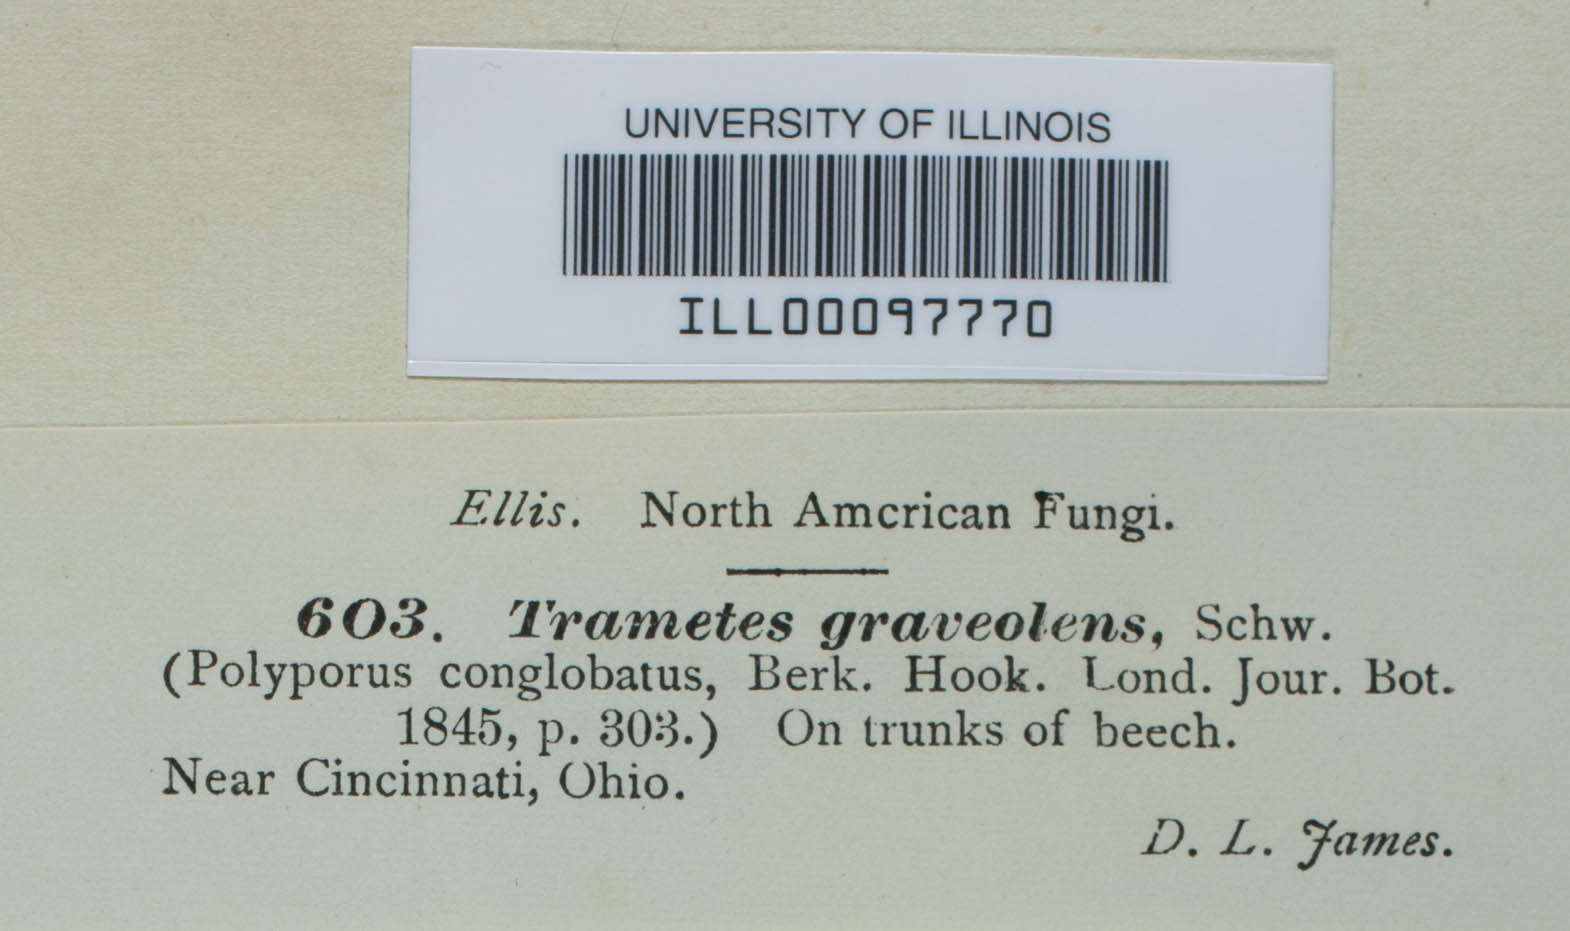 UNIVERSITY OF ILLINOIS
ILL00097770
Ellis. North Amcrican Fungi.
603. Trametes graveolens, Schw.
(Polyporus conglobatus, Berk. Hook. Lond. Jour. Bot.
1845, p. 303.) On trunks of beech.
Near Cincinnati, Ohio.
D. L. James.